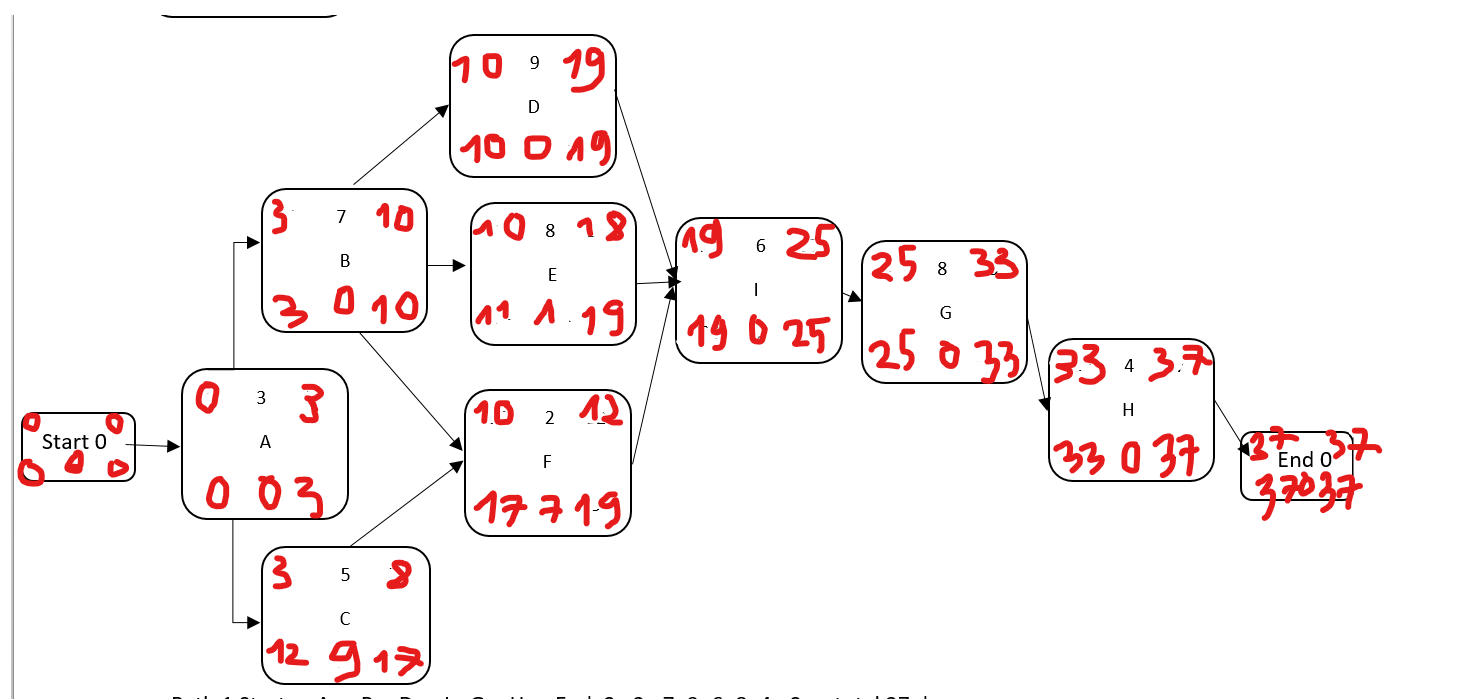 10 9 19
D
10 0 19
3 7 10
B
3 0 10
10 8 18
E
11 1 19
19 6 25
I
19 0 25
25 8 33
G
25 0 33
0 3 3
A
0 0 3
0 0
Start 0
0 0 0
10 2 12
F
17 7 19
33 4 37
H
33 0 37
37 37
End 0
37 0 37
3 5 8
C
12 9 17